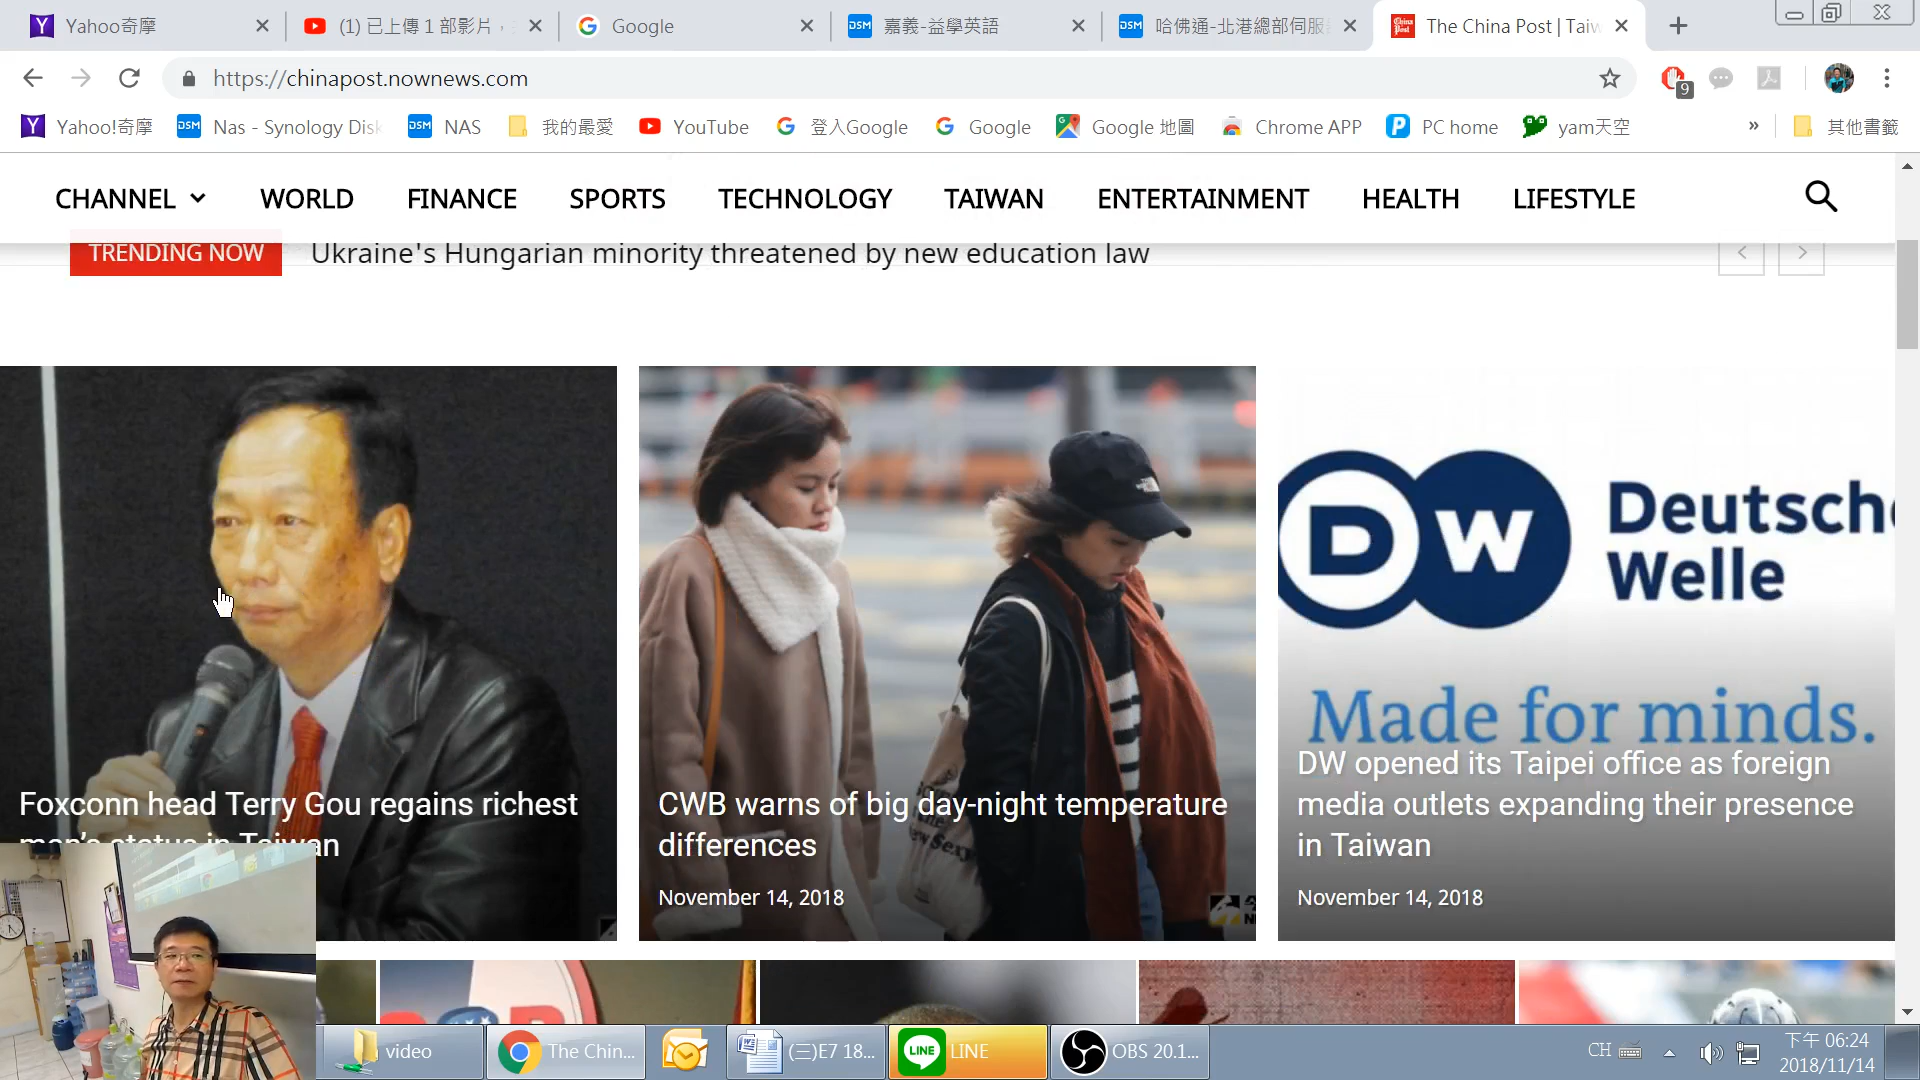 Yahoo奇摩
(1) 已上傳 1 部影片，
Google
嘉義-益學英語
哈佛通-北港總部伺服
The China Post | Taiw
https://chinapost.nownews.com
9
Yahoo!奇摩
Nas - Synology Disk
NAS
我的最愛
YouTube
登入Google
Google
Google 地圖
Chrome APP
PC home
yam天空
»
其他書籤
CHANNEL
WORLD
FINANCE
SPORTS
TECHNOLOGY
TAIWAN
ENTERTAINMENT
HEALTH
LIFESTYLE
TRENDING NOW
Ukraine's Hungarian minority threatened by new education law
Foxconn head Terry Gou regains richest
man's status in Taiwan
CWB warns of big day-night temperature
differences
November 14, 2018
DW
Deutsche
Welle
Made for minds.
DW opened its Taipei office as foreign
media outlets expanding their presence
in Taiwan
November 14, 2018
video
The Chin...
(三)E7 18...
LINE
LINE
OBS 20.1...
CH
下午 06:24
2018/11/14